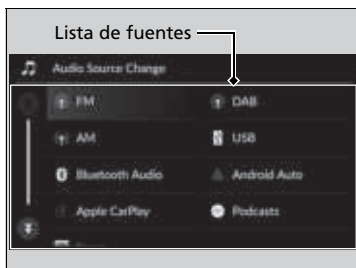 Lista de fuentes
Audio Source Change
FM
DAB
AM
USB
Bluetooth Audio
Android Auto
Apple CarPlay
Podcasts